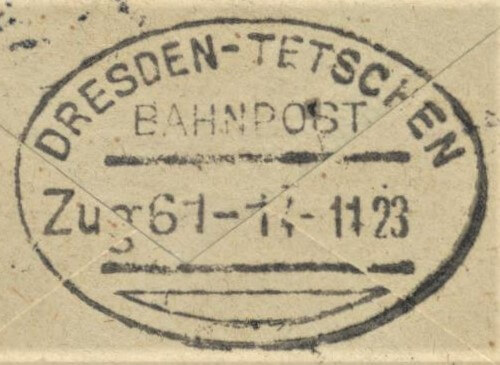 DRESDEN-TETSCHEN
BAHNPOST
Zug 61-14-11 23